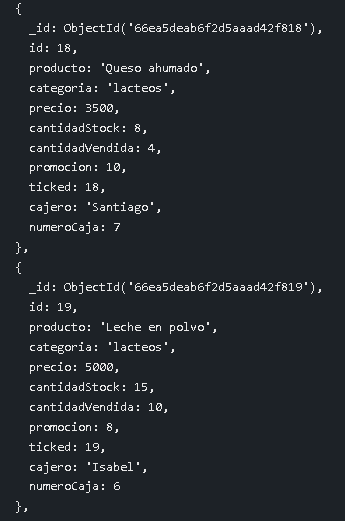 {
_id: ObjectId('66ea5deab6f2d5aaad42f818'),
id: 18,
producto: 'Queso ahumado',
categoria: 'lacteos',
precio: 3500,
cantidadStock: 8,
cantidadVendida: 4,
promocion: 10,
ticked: 18,
cajero: 'Santiago',
numeroCaja: 7
},
{
_id: ObjectId('66ea5deab6f2d5aaad42f819'),
id: 19,
producto: 'Leche en polvo',
categoria: 'lacteos',
precio: 5000,
cantidadStock: 15,
cantidadVendida: 10,
promocion: 8,
ticked: 19,
cajero: 'Isabel',
numeroCaja: 6
},